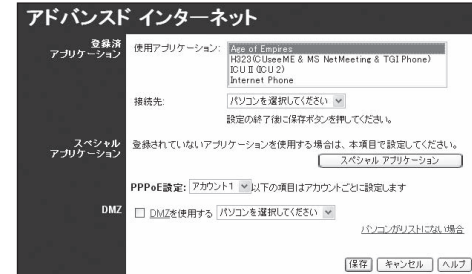 アドバンスド インターネット
登録済
アプリケーション
使用アプリケーション:
Age of Empires
H323(CUseeME & MS NetMeeting & TGI Phone)
ICU II (ICU 2)
Internet Phone
接続先:
パソコンを選択してください
設定の終了後に保存ボタンを押してください。
スペシャル
アプリケーション
登録されていないアプリケーションを使用する場合は、本項目で設定してください。
スペシャル アプリケーション
PPPoE設定: アカウント1 以下の項目はアカウントごとに設定します
DMZ
DMZを使用する パソコンを選択してください
パソコンがリストにない場合
保存 キャンセル ヘルプ